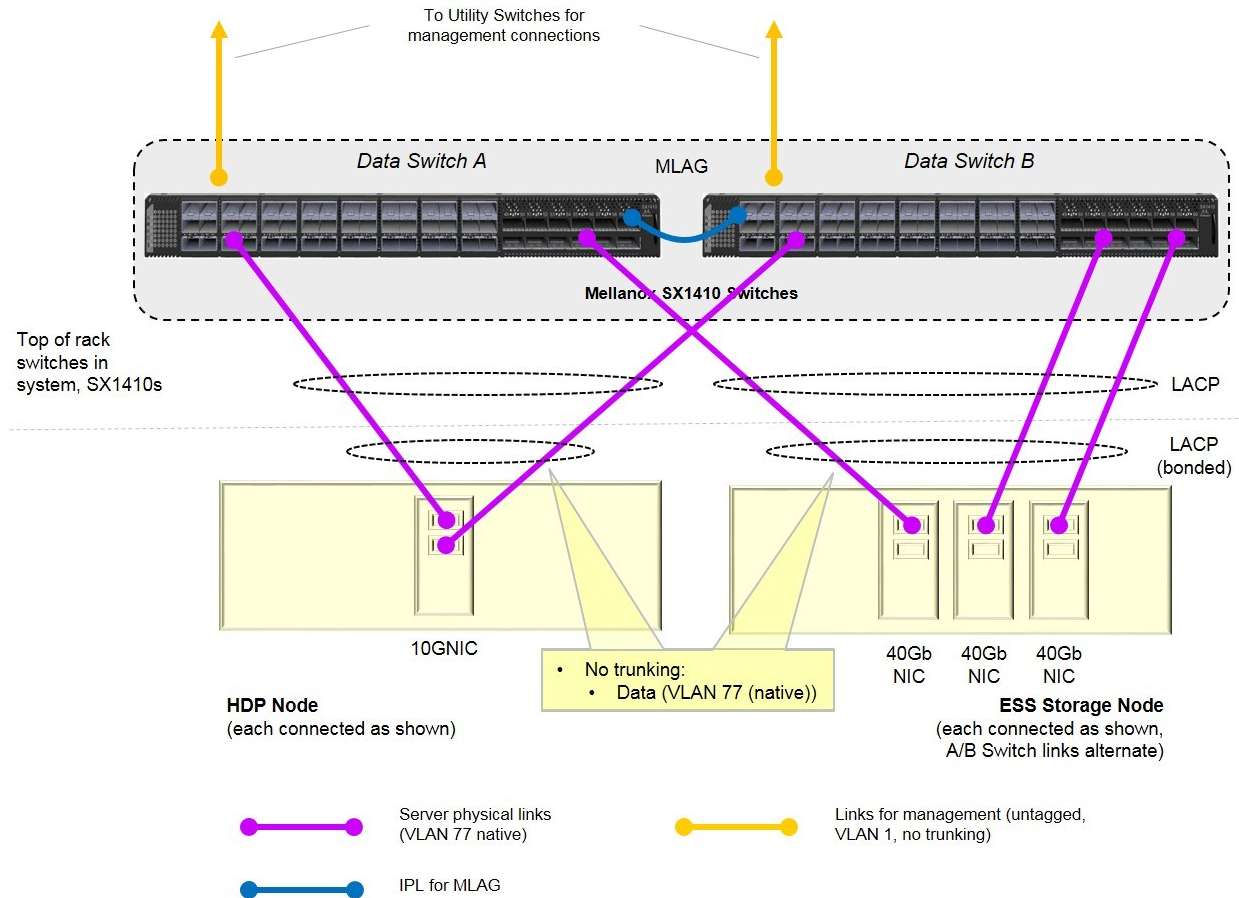 To Utility Switches for
management connections
Data Switch A
MLAG
Data Switch B
Mellanox SX1410 Switches
Top of rack
switches in
system, SX1410s
LACP
LACP
(bonded)
10GNIC
• No trunking:
• Data (VLAN 77 (native))
40Gb
NIC
40Gb
NIC
40Gb
NIC
HDP Node
(each connected as shown)
ESS Storage Node
(each connected as shown,
A/B Switch links alternate)
Server physical links
(VLAN 77 native)
Links for management (untagged,
VLAN 1, no trunking)
IPL for MLAG